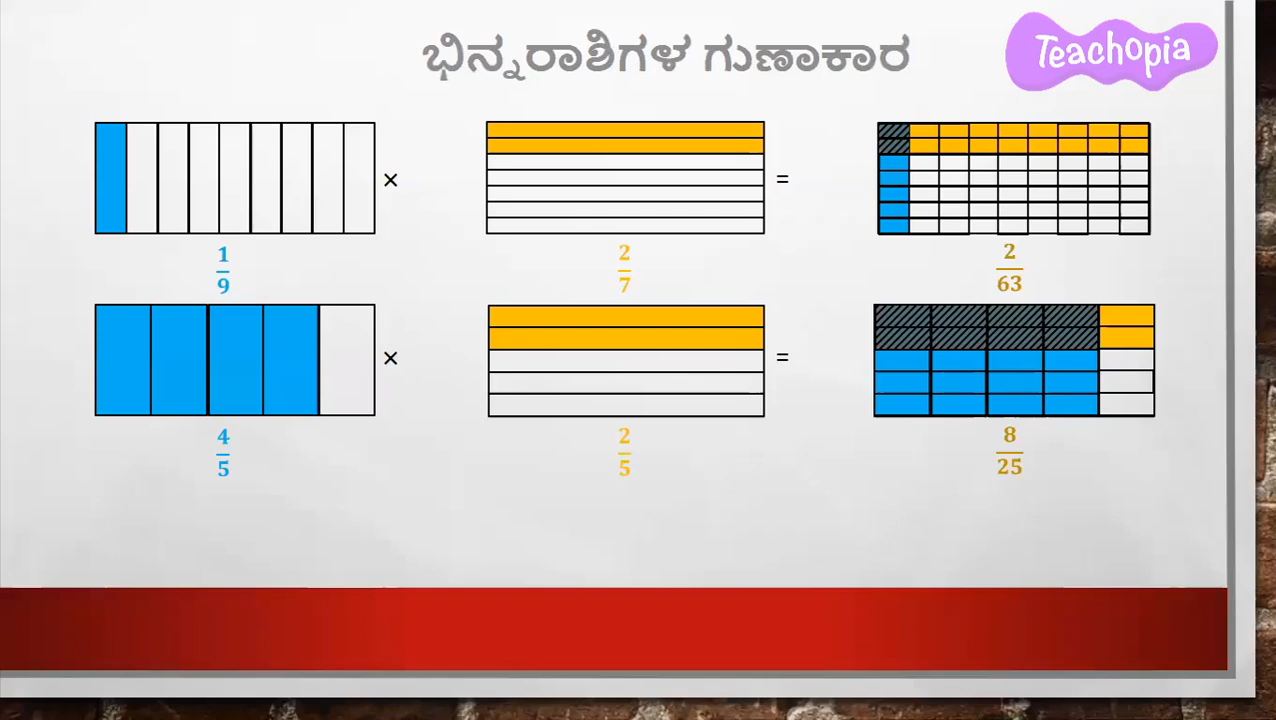 ಭಿನ್ನರಾಶಿಗಳ ಗುಣಾಕಾರ
Teachopia
× =
1/9 2/7 2/63
× =
4/5 2/5 8/25